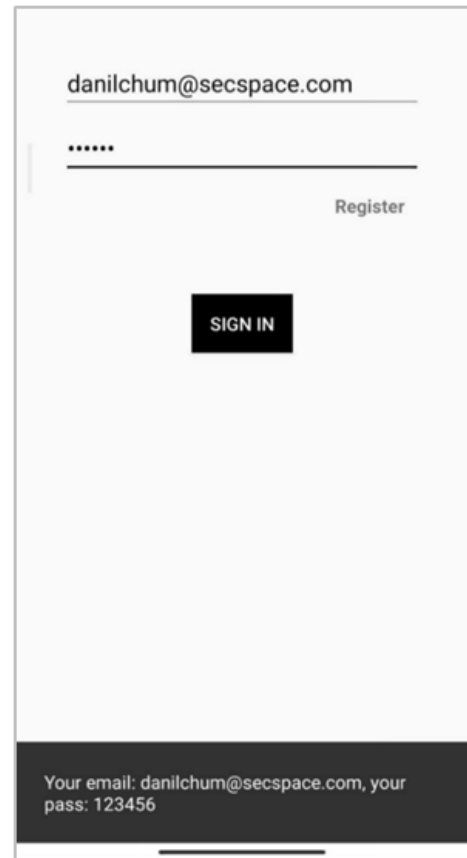 danilchum@secspace.com
••••••
Register
SIGN IN
Your email: danilchum@secspace.com, your
pass: 123456